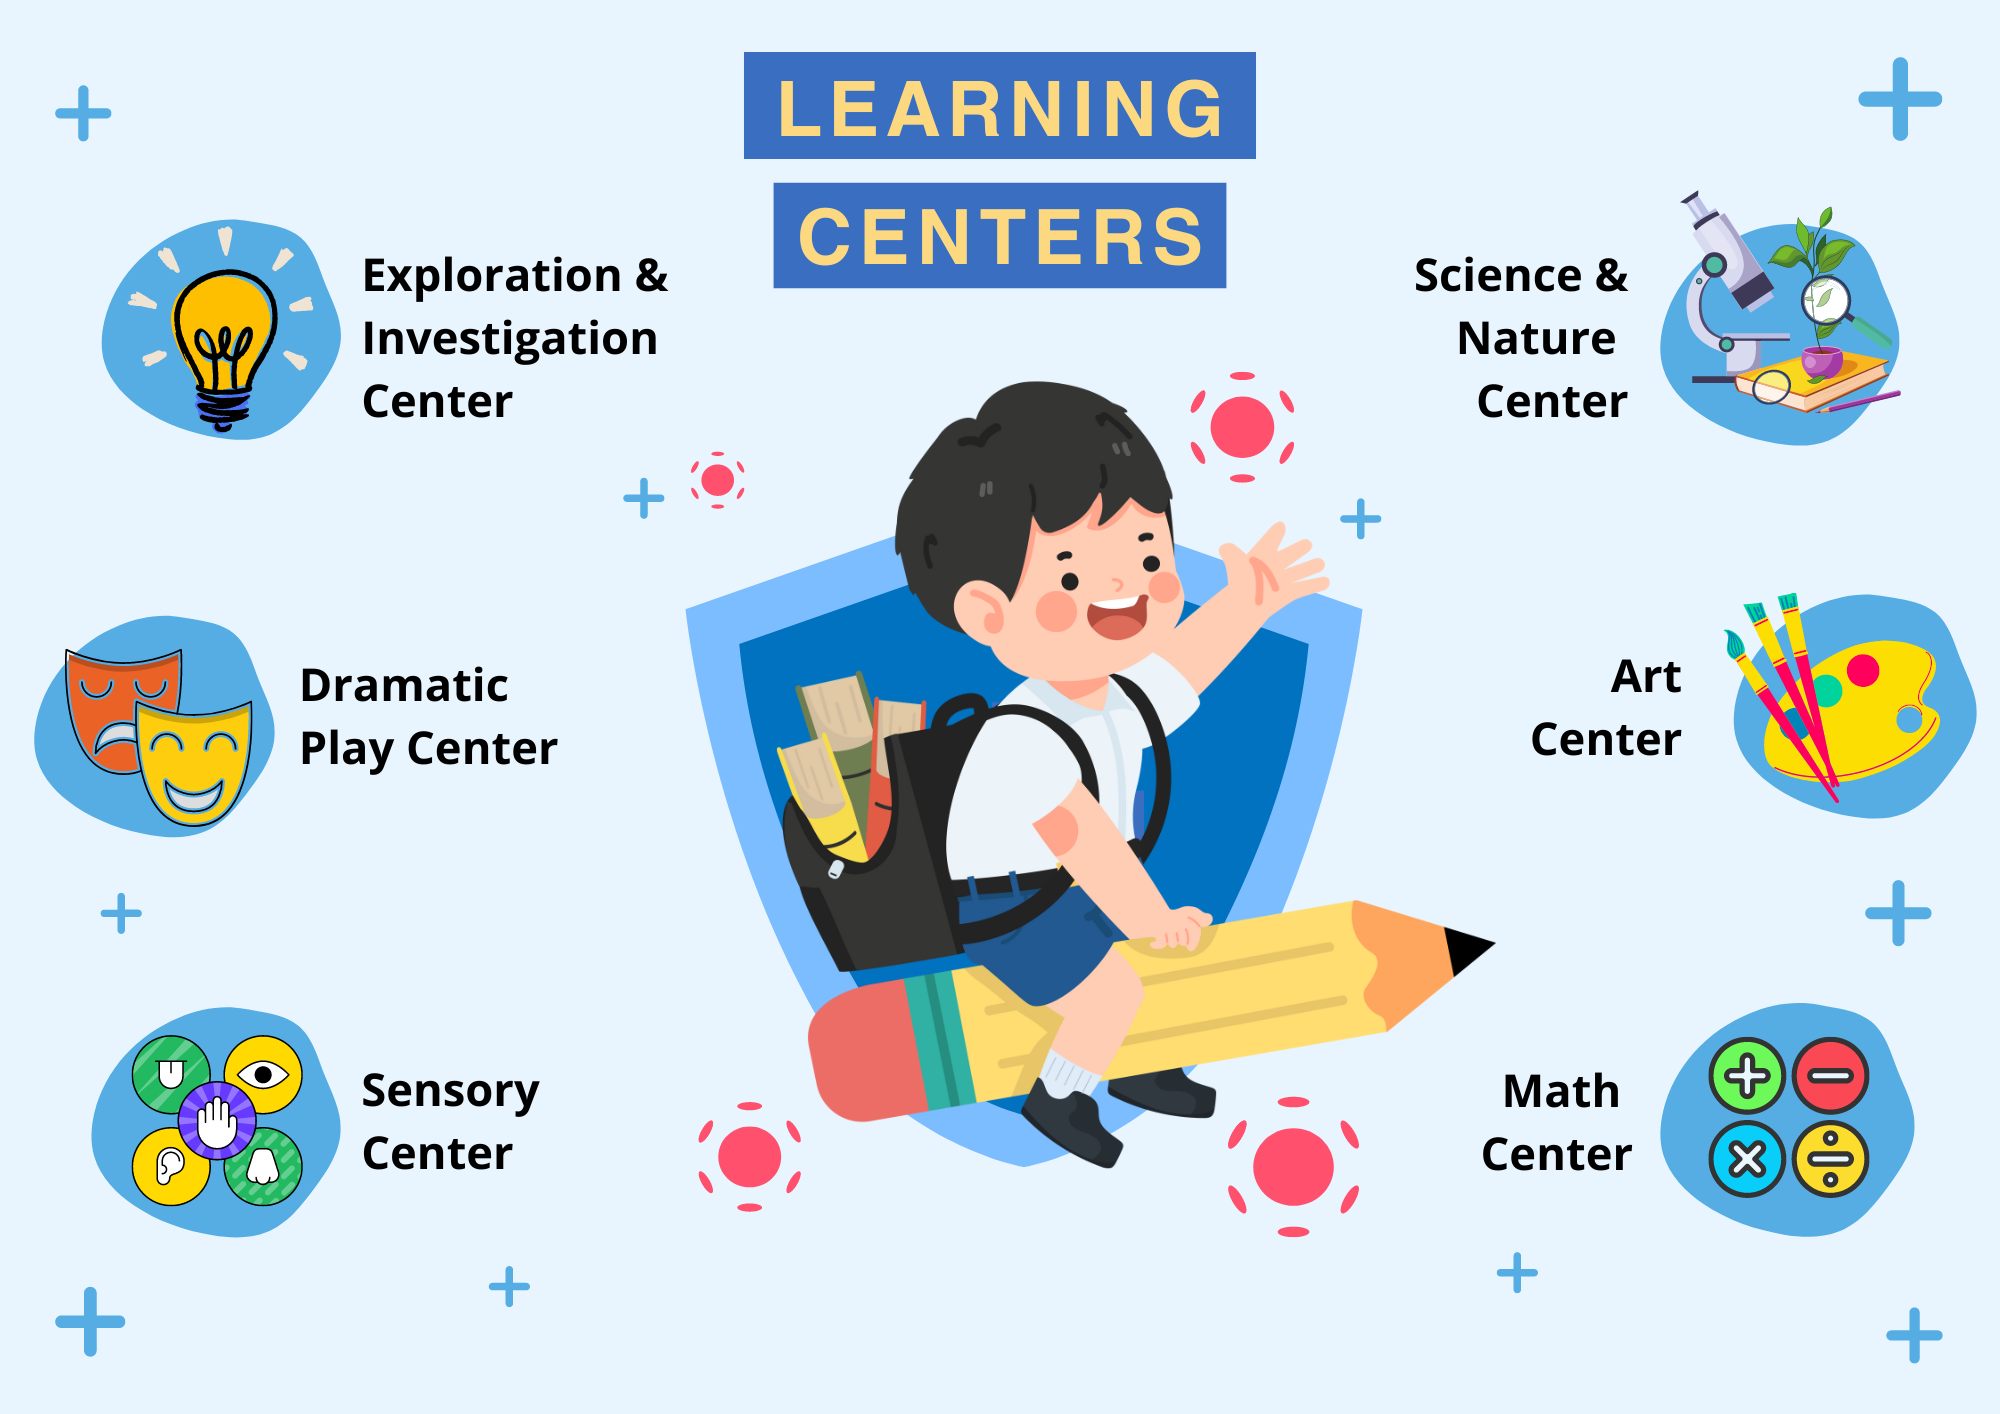 LEARNING
CENTERS
Exploration &
Investigation
Center
Science &
Nature
Center
Dramatic
Play Center
Art
Center
Sensory
Center
Math
Center